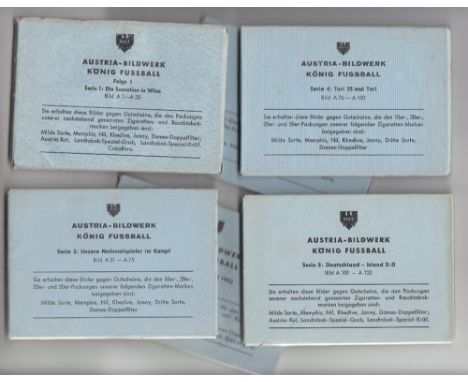 AUSTRIA-BILDWERK
KÖNIG FUSSBALL
Folge 1
Serie 1: Die Sensation in Wien
Bild A 1—A 25
Sie erhalten diese Bilder gegen Gutscheine, die den Packungen
unserer nachstehend genannten Zigaretten- und Rauchtabak-
marken beigegeben sind:
Milde Sorte, Memphis, Nil, Khedive, Jonny, Dames-Doppelfilter,
Austria-Rot, Landtabak-Spezial-Grob, Landtabak-Spezial-Krüll,
Caballero.
AUSTRIA-BILDWERK
KÖNIG FUSSBALL
Serie 4: Tor! 25 mal Tor!
Bild A 76 — A 100
Sie erhalten diese Bilder gegen Gutscheine, die den 10er-, 20er-,
25er- und 50er-Packungen unserer folgenden Zigaretten-Marken
beigegeben sind:
Milde Sorte, Memphis, Nil, Khedive, Jonny, Dritte Sorte,
Dames-Doppelfilter
AUSTRIA-BILDWERK
KÖNIG FUSSBALL
Serie 3: Unsere Nationalspieler im Kampf
Bild A 51 — A 75
Sie erhalten diese Bilder gegen Gutscheine, die den 10er-, 20er-,
25er- und 50er-Packungen unserer folgenden Zigaretten-Marken
beigegeben sind:
Milde Sorte, Memphis, Nil, Khedive, Jonny, Dritte Sorte,
Dames-Doppelfilter
AUSTRIA-BILDWERK
KÖNIG FUSSBALL
Serie 5: Deutschland – Irland 3:0
Bild A 101 — A 125
Sie erhalten diese Bilder gegen Gutscheine, die den Packungen
unserer nachstehend genannten Zigaretten- und Rauchtabak-
marken beigegeben sind:
Milde Sorte, Memphis, Nil, Khedive, Jonny, Dames-Doppelfilter,
Austria-Rot, Landtabak-Spezial-Grob, Landtabak-Spezial-Krüll.